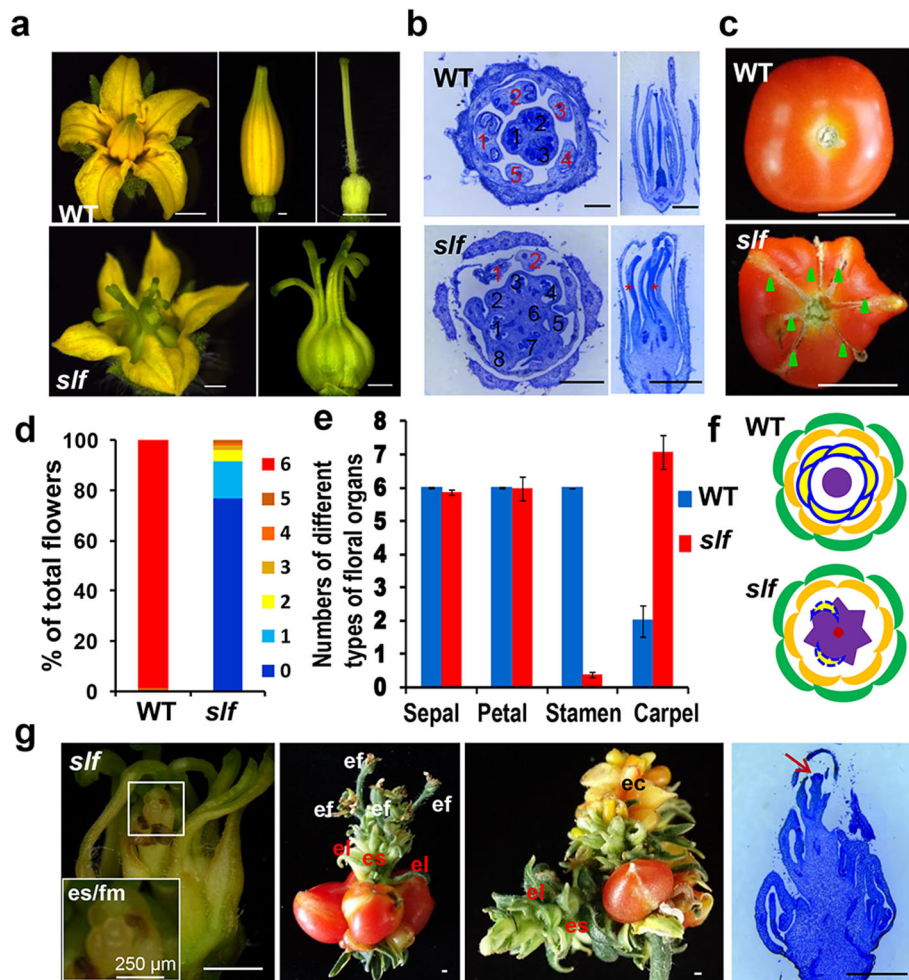 a
WT
slf
b
WT
2
3
1
2
1
3
4
5
slf
1
2
3
4
2
6
1
5
7
8
*
*
c
WT
slf
d
% of total flowers
100
80
60
40
20
0
WT
slf
6
5
4
3
2
1
0
e
Numbers of different
types of floral organs
8
7
6
5
4
3
2
1
0
Sepal Petal Stamen Carpel
WT
slf
f
WT
slf
g
slf
es/fm
250 µm
ef
ef
ef
ef
el
es
el
ec
el
es